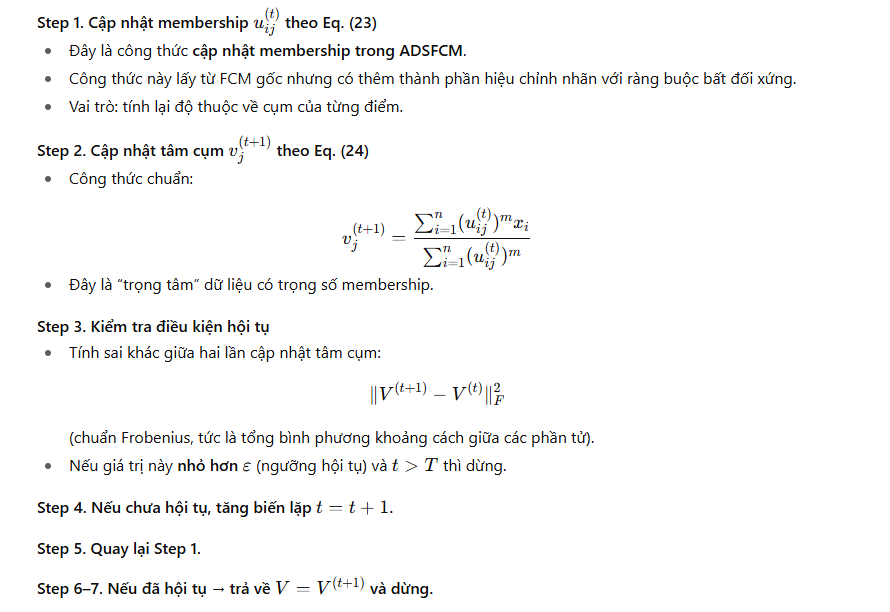 Step 1. Cập nhật membership $u_{ij}^{(t)}$ theo Eq. (23)
• Đây là công thức cập nhật membership trong ADSFCM.
• Công thức này lấy từ FCM gốc nhưng có thêm thành phần hiệu chỉnh nhãn với ràng buộc bất đối xứng.
• Vai trò: tính lại độ thuộc về cụm của từng điểm.
Step 2. Cập nhật tâm cụm $v_j^{(t+1)}$ theo Eq. (24)
• Công thức chuẩn:
$v_j^{(t+1)} = \frac{\sum_{i=1}^{n} (u_{ij}^{(t)})^m x_i}{\sum_{i=1}^{n} (u_{ij}^{(t)})^m}$
• Đây là “trọng tâm” dữ liệu có trọng số membership.
Step 3. Kiểm tra điều kiện hội tụ
• Tính sai khác giữa hai lần cập nhật tâm cụm:
$\|V^{(t+1)} - V^{(t)}\|_F^2$
(chuẩn Frobenius, tức là tổng bình phương khoảng cách giữa các phần tử).
• Nếu giá trị này nhỏ hơn $\varepsilon$ (ngưỡng hội tụ) và $t > T$ thì dừng.
Step 4. Nếu chưa hội tụ, tăng biến lặp $t = t + 1$.
Step 5. Quay lại Step 1.
Step 6–7. Nếu đã hội tụ → trả về $V = V^{(t+1)}$ và dừng.